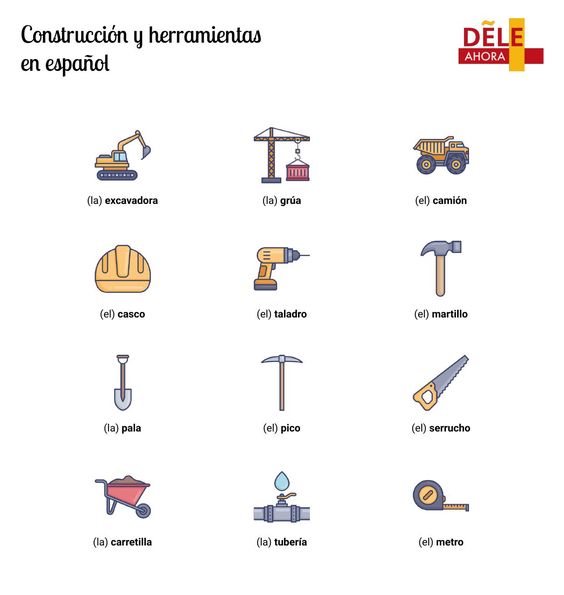 Construcción y herramientas
en español
DELE
AHORA
(la) excavadora
(la) grúa
(el) camión
(el) casco
(el) taladro
(el) martillo
(la) pala
(el) pico
(el) serrucho
(la) carretilla
(la) tubería
(el) metro